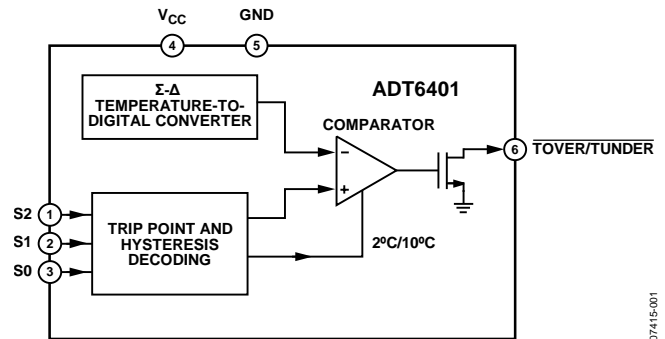 VCC
GND
4
5
Σ-Δ
TEMPERATURE-TO-
DIGITAL CONVERTER
ADT6401
COMPARATOR
−
+
6
TOVER/TUNDER
S2 1
S1 2
S0 3
TRIP POINT AND
HYSTERESIS
DECODING
2ºC/10ºC
07415-001